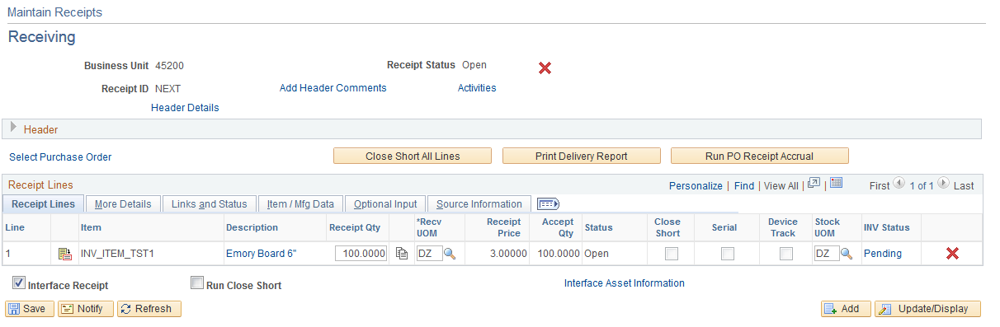 Maintain Receipts
Receiving
Business Unit 45200 Receipt Status Open
Receipt ID NEXT Add Header Comments Activities
Header Details
Header
Select Purchase Order Close Short All Lines Print Delivery Report Run PO Receipt Accrual
Receipt Lines Personalize | Find | View All | | First 1 of 1 Last
Receipt Lines More Details Links and Status Item / Mfg Data Optional Input Source Information
Line Item Description Receipt Qty *Recv UOM Receipt Price Accept Qty Status Close Short Serial Device Track Stock UOM INV Status
1 INV_ITEM_TST1 Emory Board 6" 100.0000 DZ 3.00000 100.0000 Open DZ Pending
Interface Receipt Run Close Short Interface Asset Information
Save Notify Refresh Add Update/Display